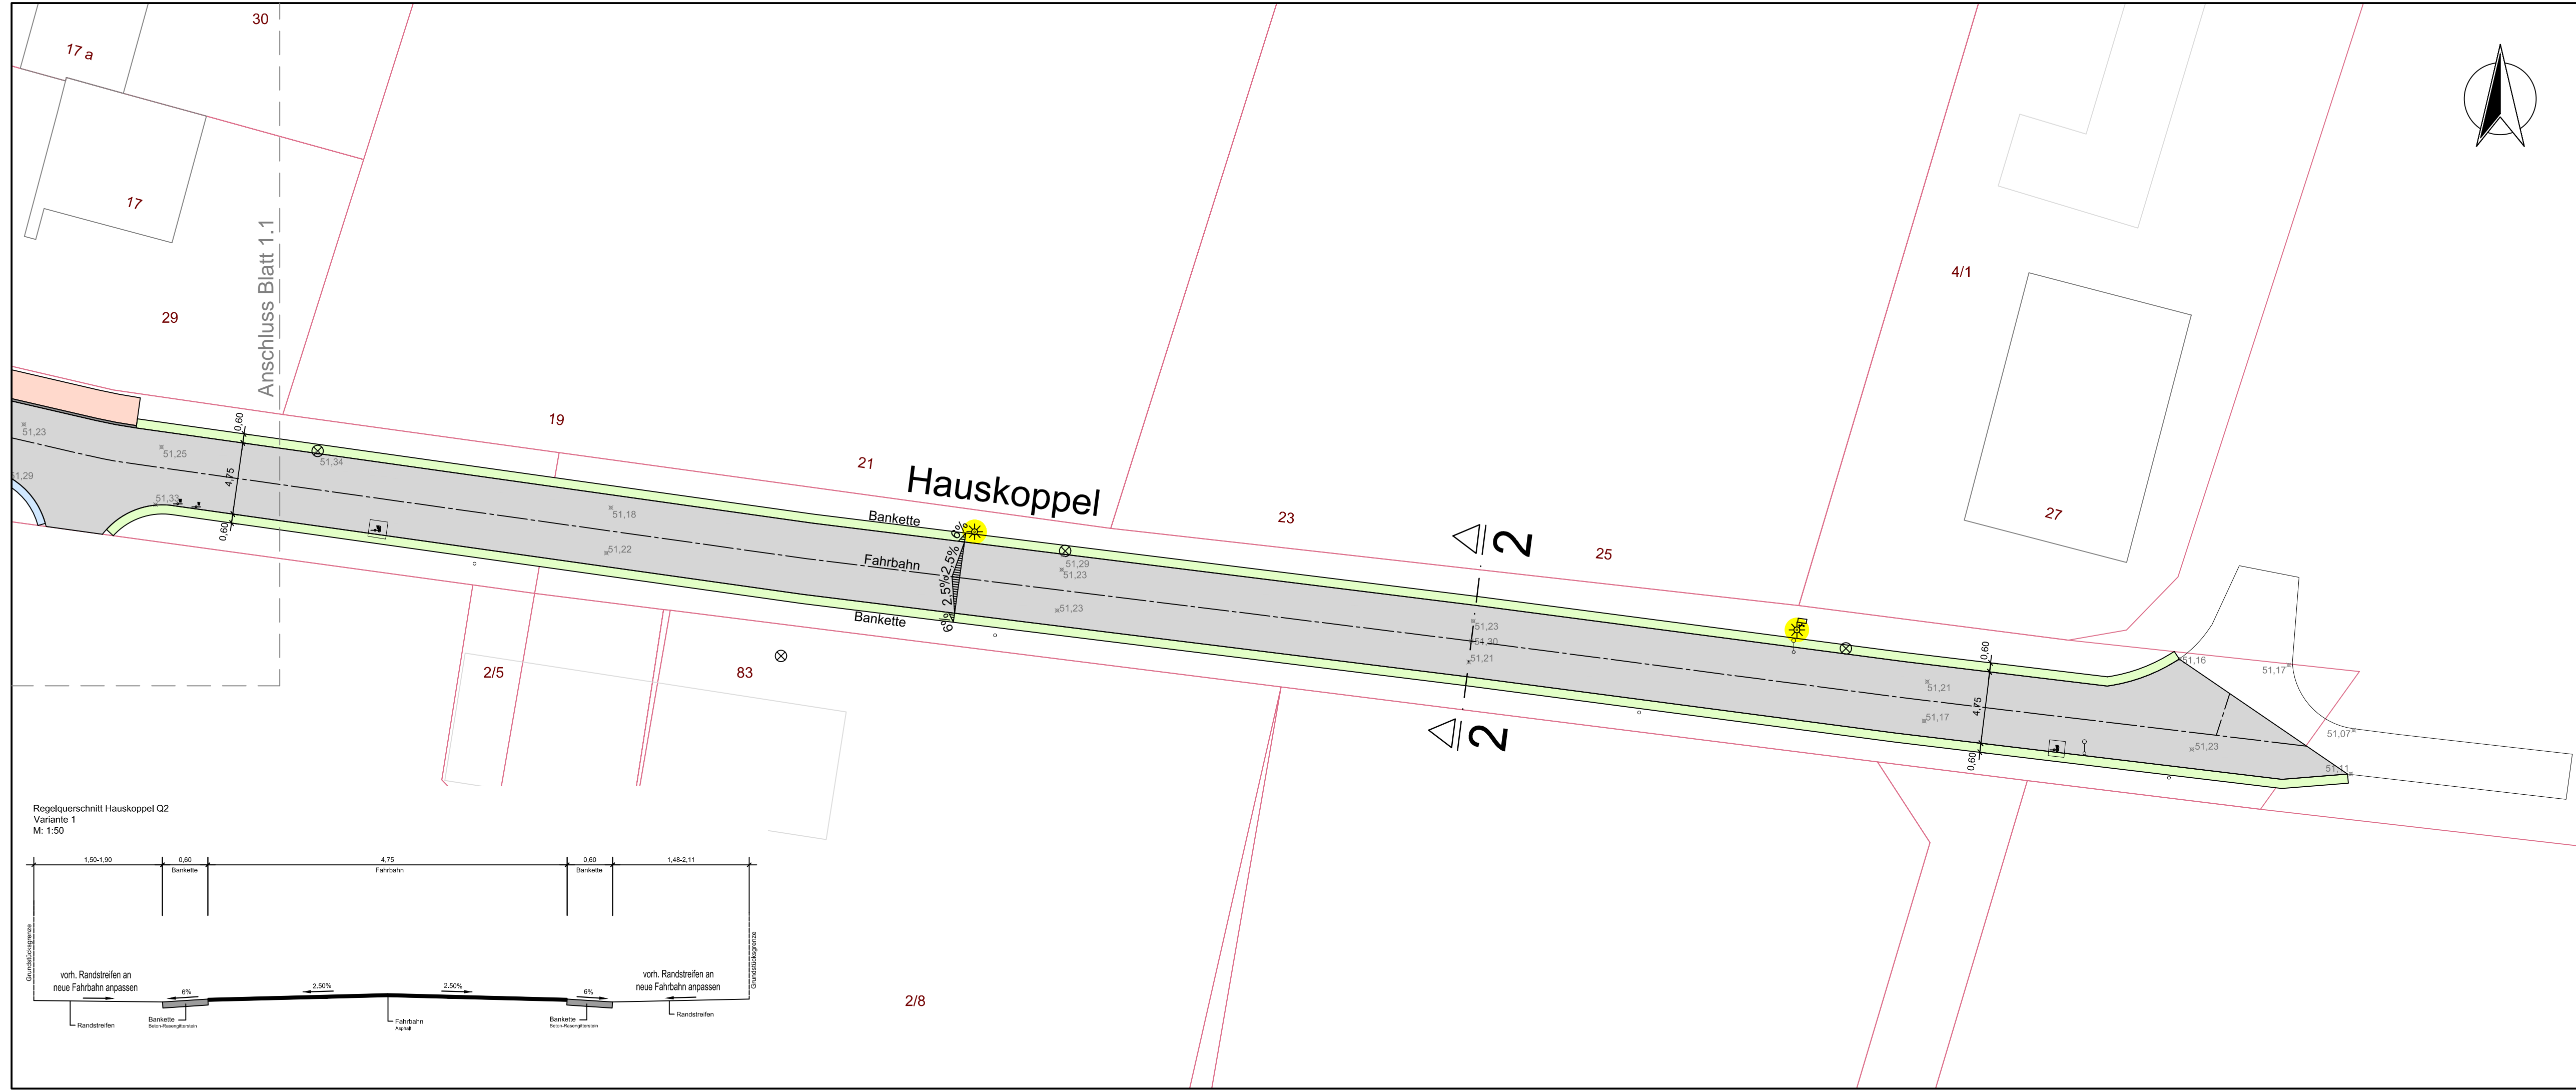 30
17 a
17
29
Anschluss Blatt 1.1
4/1
27
19
21
Hauskoppel
23
25
51,23
51,29
51,25
51,33
0,60
4,75
0,60
51,34
51,18
51,22
Bankette
Fahrbahn
Bankette
6%
2,5%
2,5%
6%
51,29
51,23
51,23
2
51,23
51,30
51,21
2
0,60
4,75
0,60
51,21
51,17
51,16
51,17
51,07
51,23
51,11
2/5
83
2/8
Regelquerschnitt Hauskoppel Q2
Variante 1
M: 1:50
1,50-1,90
0,60
4,75
0,60
1,48-2,11
Bankette
Fahrbahn
Bankette
Grundstücksgrenze
Grundstücksgrenze
vorh. Randstreifen an
neue Fahrbahn anpassen
6%
2,50%
2,50%
6%
vorh. Randstreifen an
neue Fahrbahn anpassen
Randstreifen
Bankette
Beton-Rasengitterstein
Fahrbahn
Asphalt
Bankette
Beton-Rasengitterstein
Randstreifen